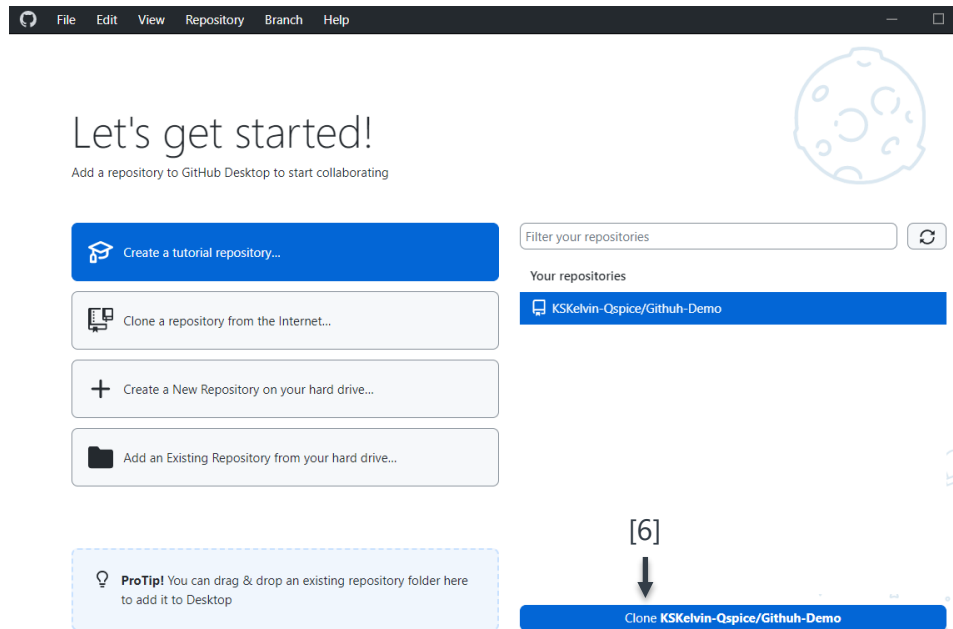 File Edit View Repository Branch Help
Let's get started!
Add a repository to GitHub Desktop to start collaborating
Create a tutorial repository...
Clone a repository from the Internet...
Create a New Repository on your hard drive...
Add an Existing Repository from your hard drive...
ProTip! You can drag & drop an existing repository folder here
to add it to Desktop
Filter your repositories
Your repositories
KSKelvin-Qspice/Githuh-Demo
[6]
Clone KSKelvin-Qspice/Githuh-Demo